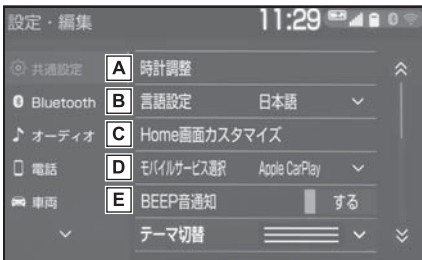 設定・編集 11:29 0
共通設定 A 時計調整
Bluetooth B 言語設定 日本語
オーディオ C Home画面カスタマイズ
電話 D モバイルサービス選択 Apple CarPlay
車両 E BEEP音通知 する
テーマ切替